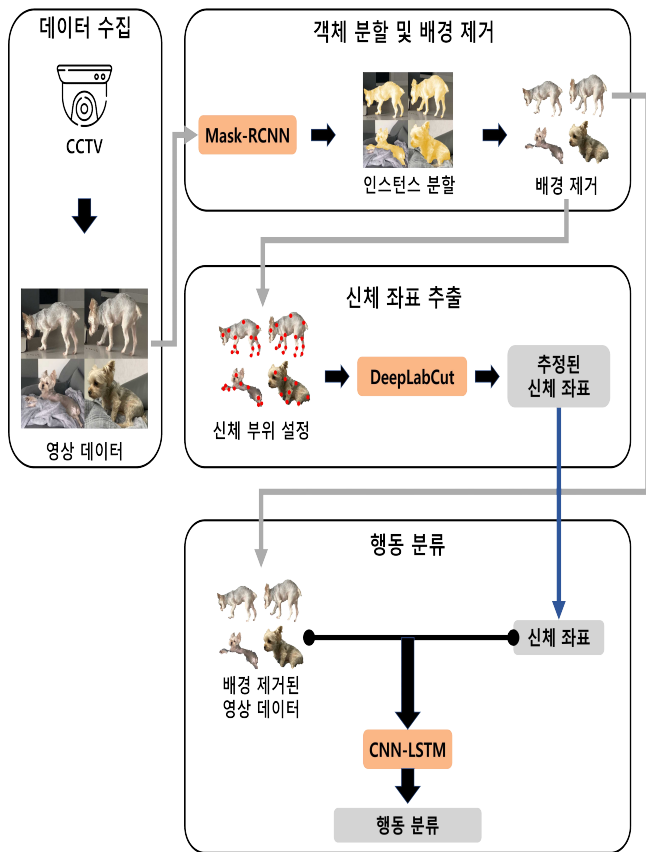 데이터 수집
CCTV
영상 데이터
객체 분할 및 배경 제거
Mask-RCNN
인스턴스 분할
배경 제거
신체 좌표 추출
신체 부위 설정
DeepLabCut
추정된
신체 좌표
행동 분류
배경 제거된
영상 데이터
신체 좌표
CNN-LSTM
행동 분류